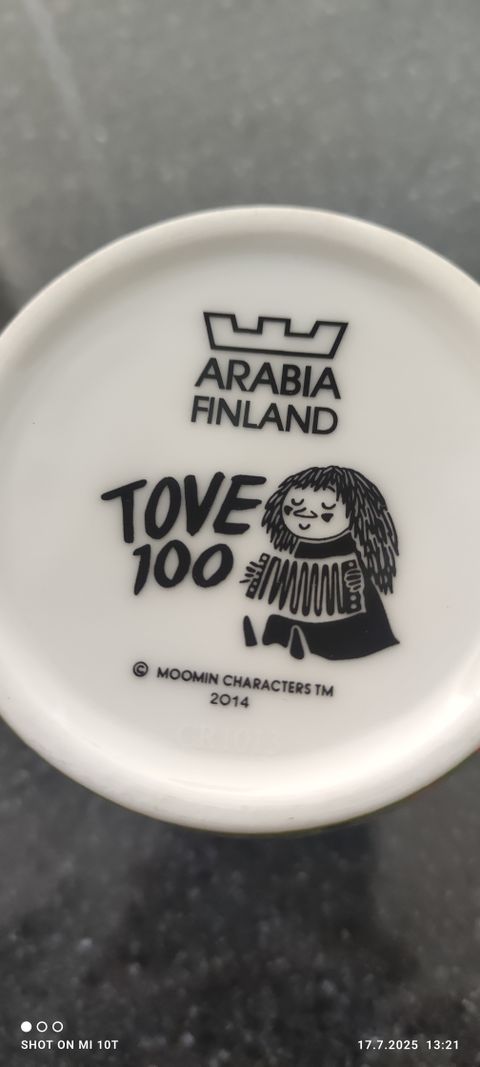 ARABIA
FINLAND
TOVE
100
© MOOMIN CHARACTERS TM
2014
SHOT ON MI 10T
17.7.2025 13:21